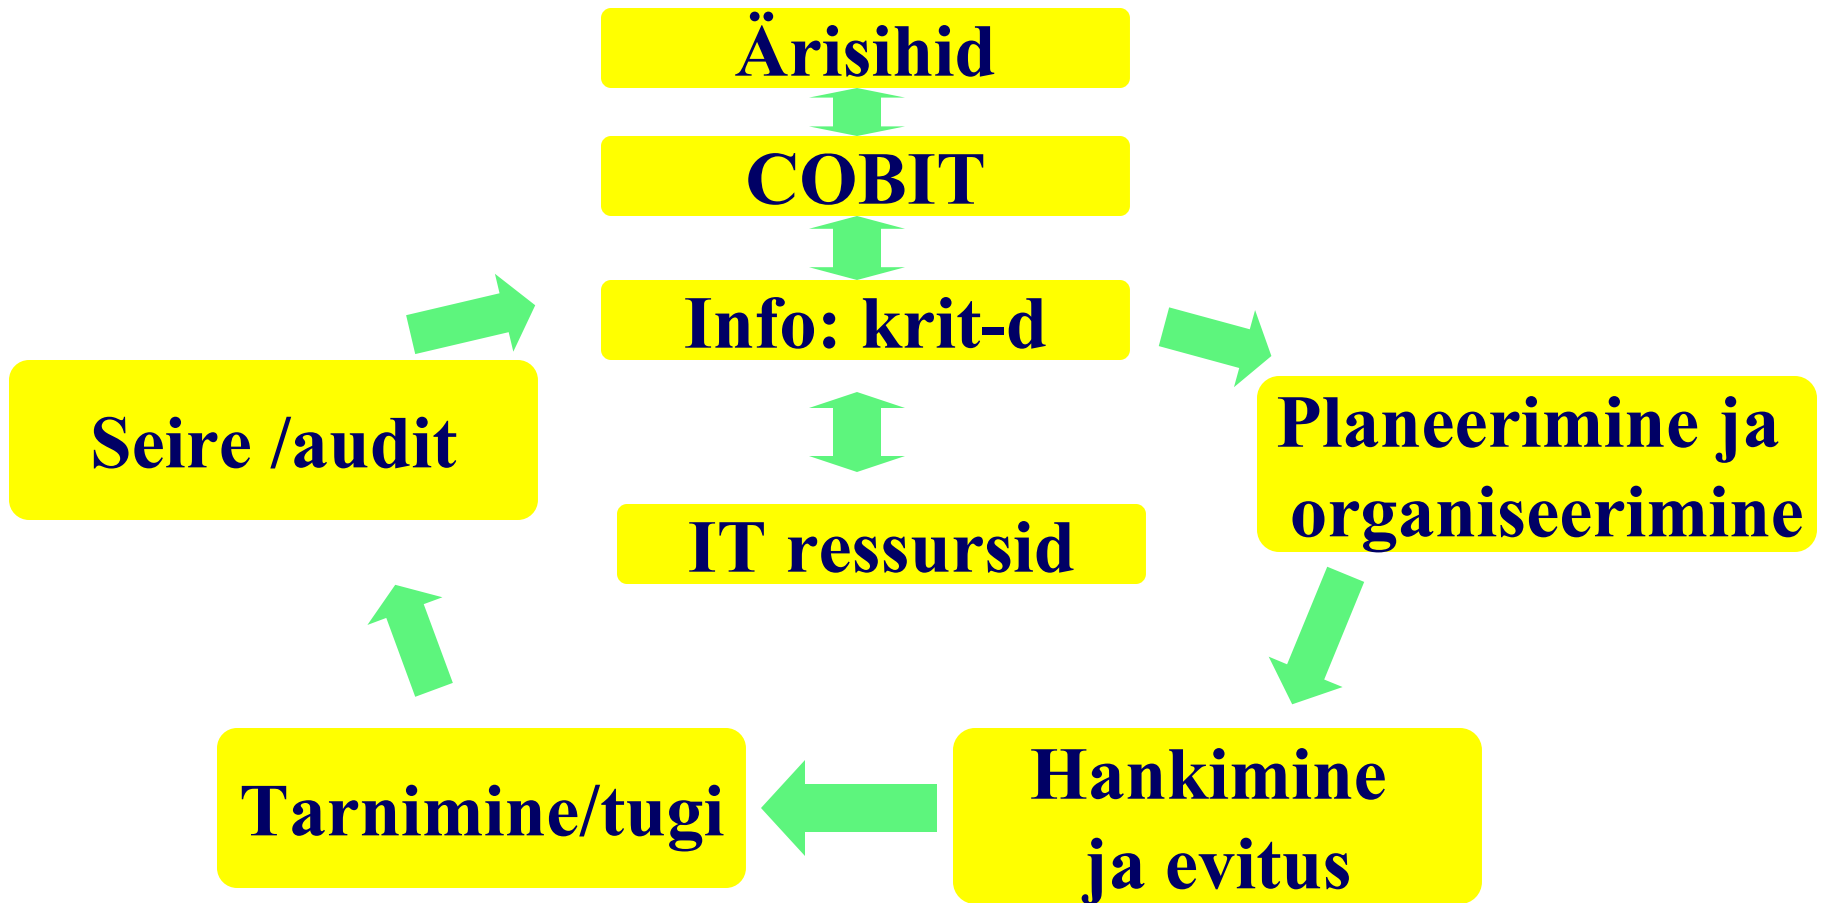 Ärisihid
COBIT
Info: krit-d
Seire /audit
Planeerimine ja
organiseerimine
IT ressursid
Tarnimine/tugi
Hankimine
ja evitus